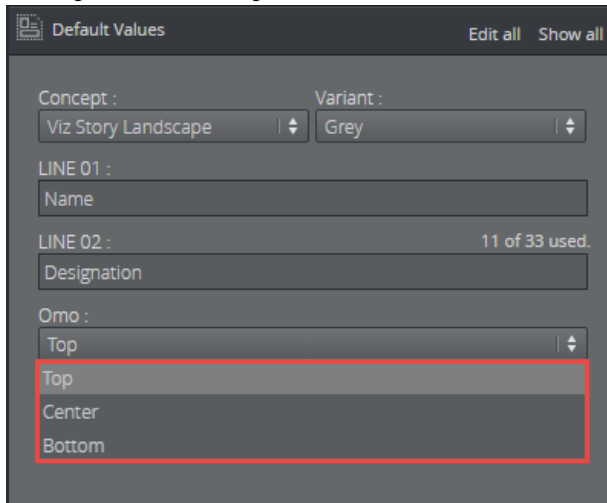 Default Values Edit all Show all
Concept : Variant :
Viz Story Landscape Grey
LINE 01 :
Name
LINE 02 : 11 of 33 used.
Designation
Omo :
Top
Top
Center
Bottom